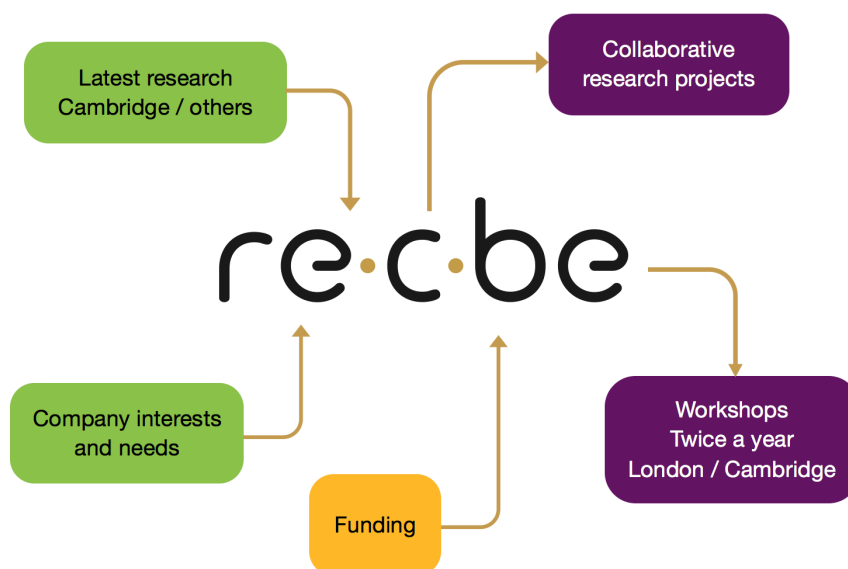 Latest research
Cambridge / others
Collaborative
research projects
re·c·be
Company interests
and needs
Workshops
Twice a year
London / Cambridge
Funding